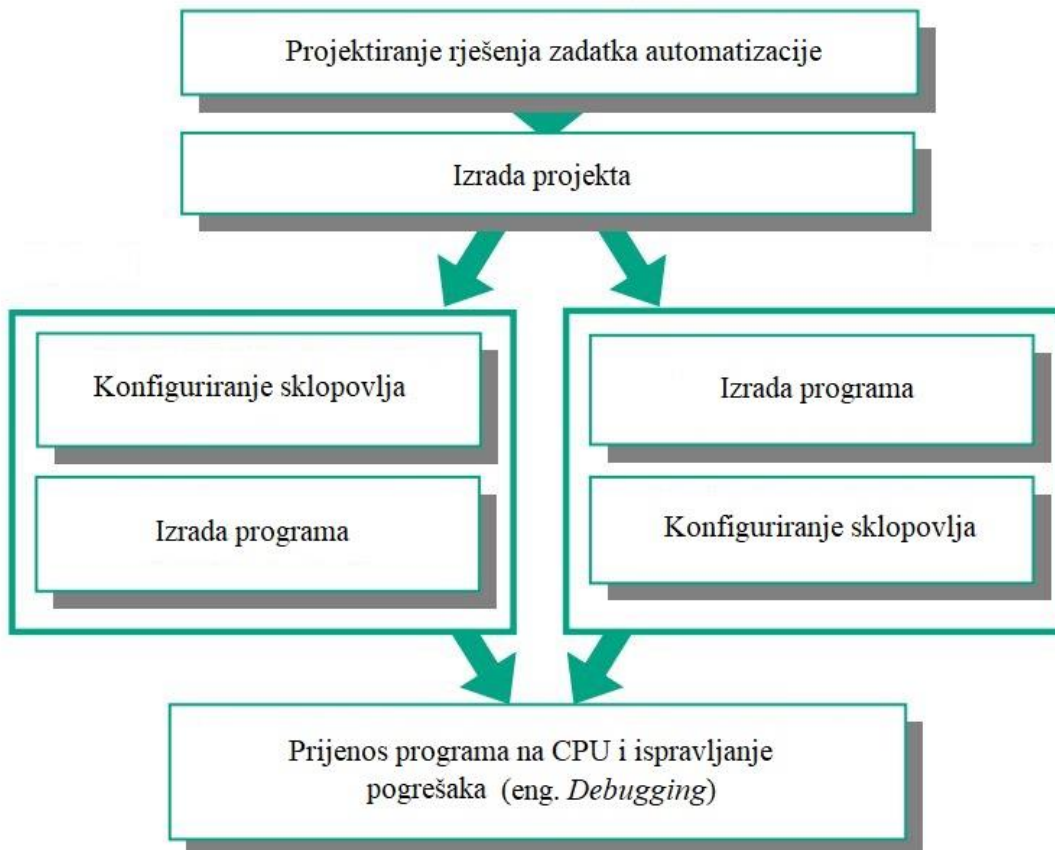 Projektiranje rješenja zadatka automatizacije
Izrada projekta
Konfiguriranje sklopovlja
Izrada programa
Izrada programa
Konfiguriranje sklopovlja
Prijenos programa na CPU i ispravljanje
pogrešaka (eng. Debugging)